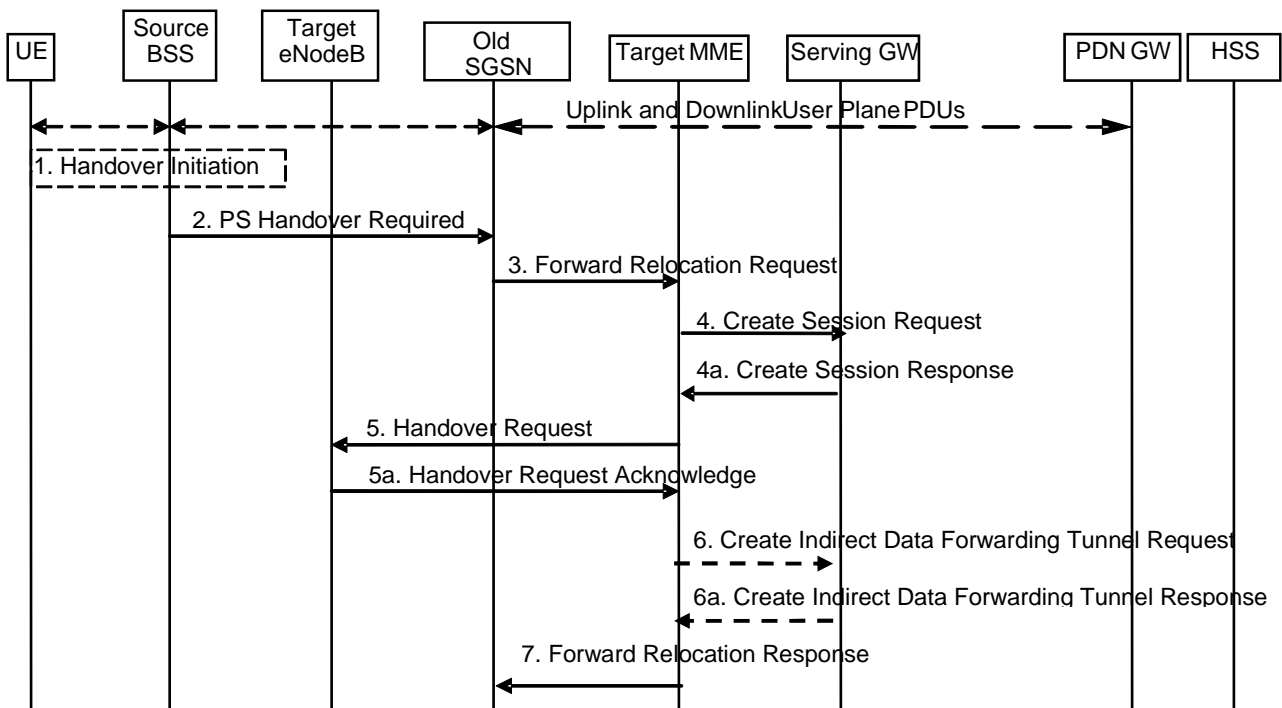 UE
Source
BSS
Target
eNodeB
Old
SGSN
Target MME
Serving GW
PDN GW
HSS
Uplink and DownlinkUser Plane PDUs
1. Handover Initiation
2. PS Handover Required
3. Forward Relocation Request
4. Create Session Request
4a. Create Session Response
5. Handover Request
5a. Handover Request Acknowledge
6. Create Indirect Data Forwarding Tunnel Request
6a. Create Indirect Data Forwarding Tunnel Response
7. Forward Relocation Response